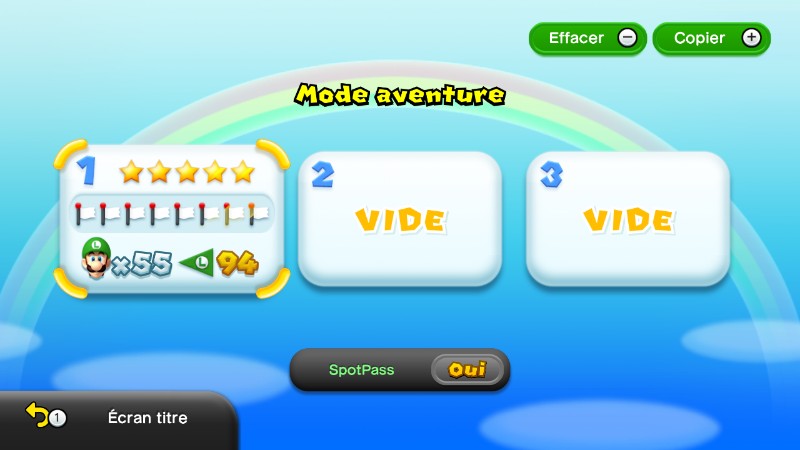 Effacer −
Copier +
Mode aventure
1
L
×55
L
94
2
VIDE
3
VIDE
SpotPass
Oui
1
Écran titre